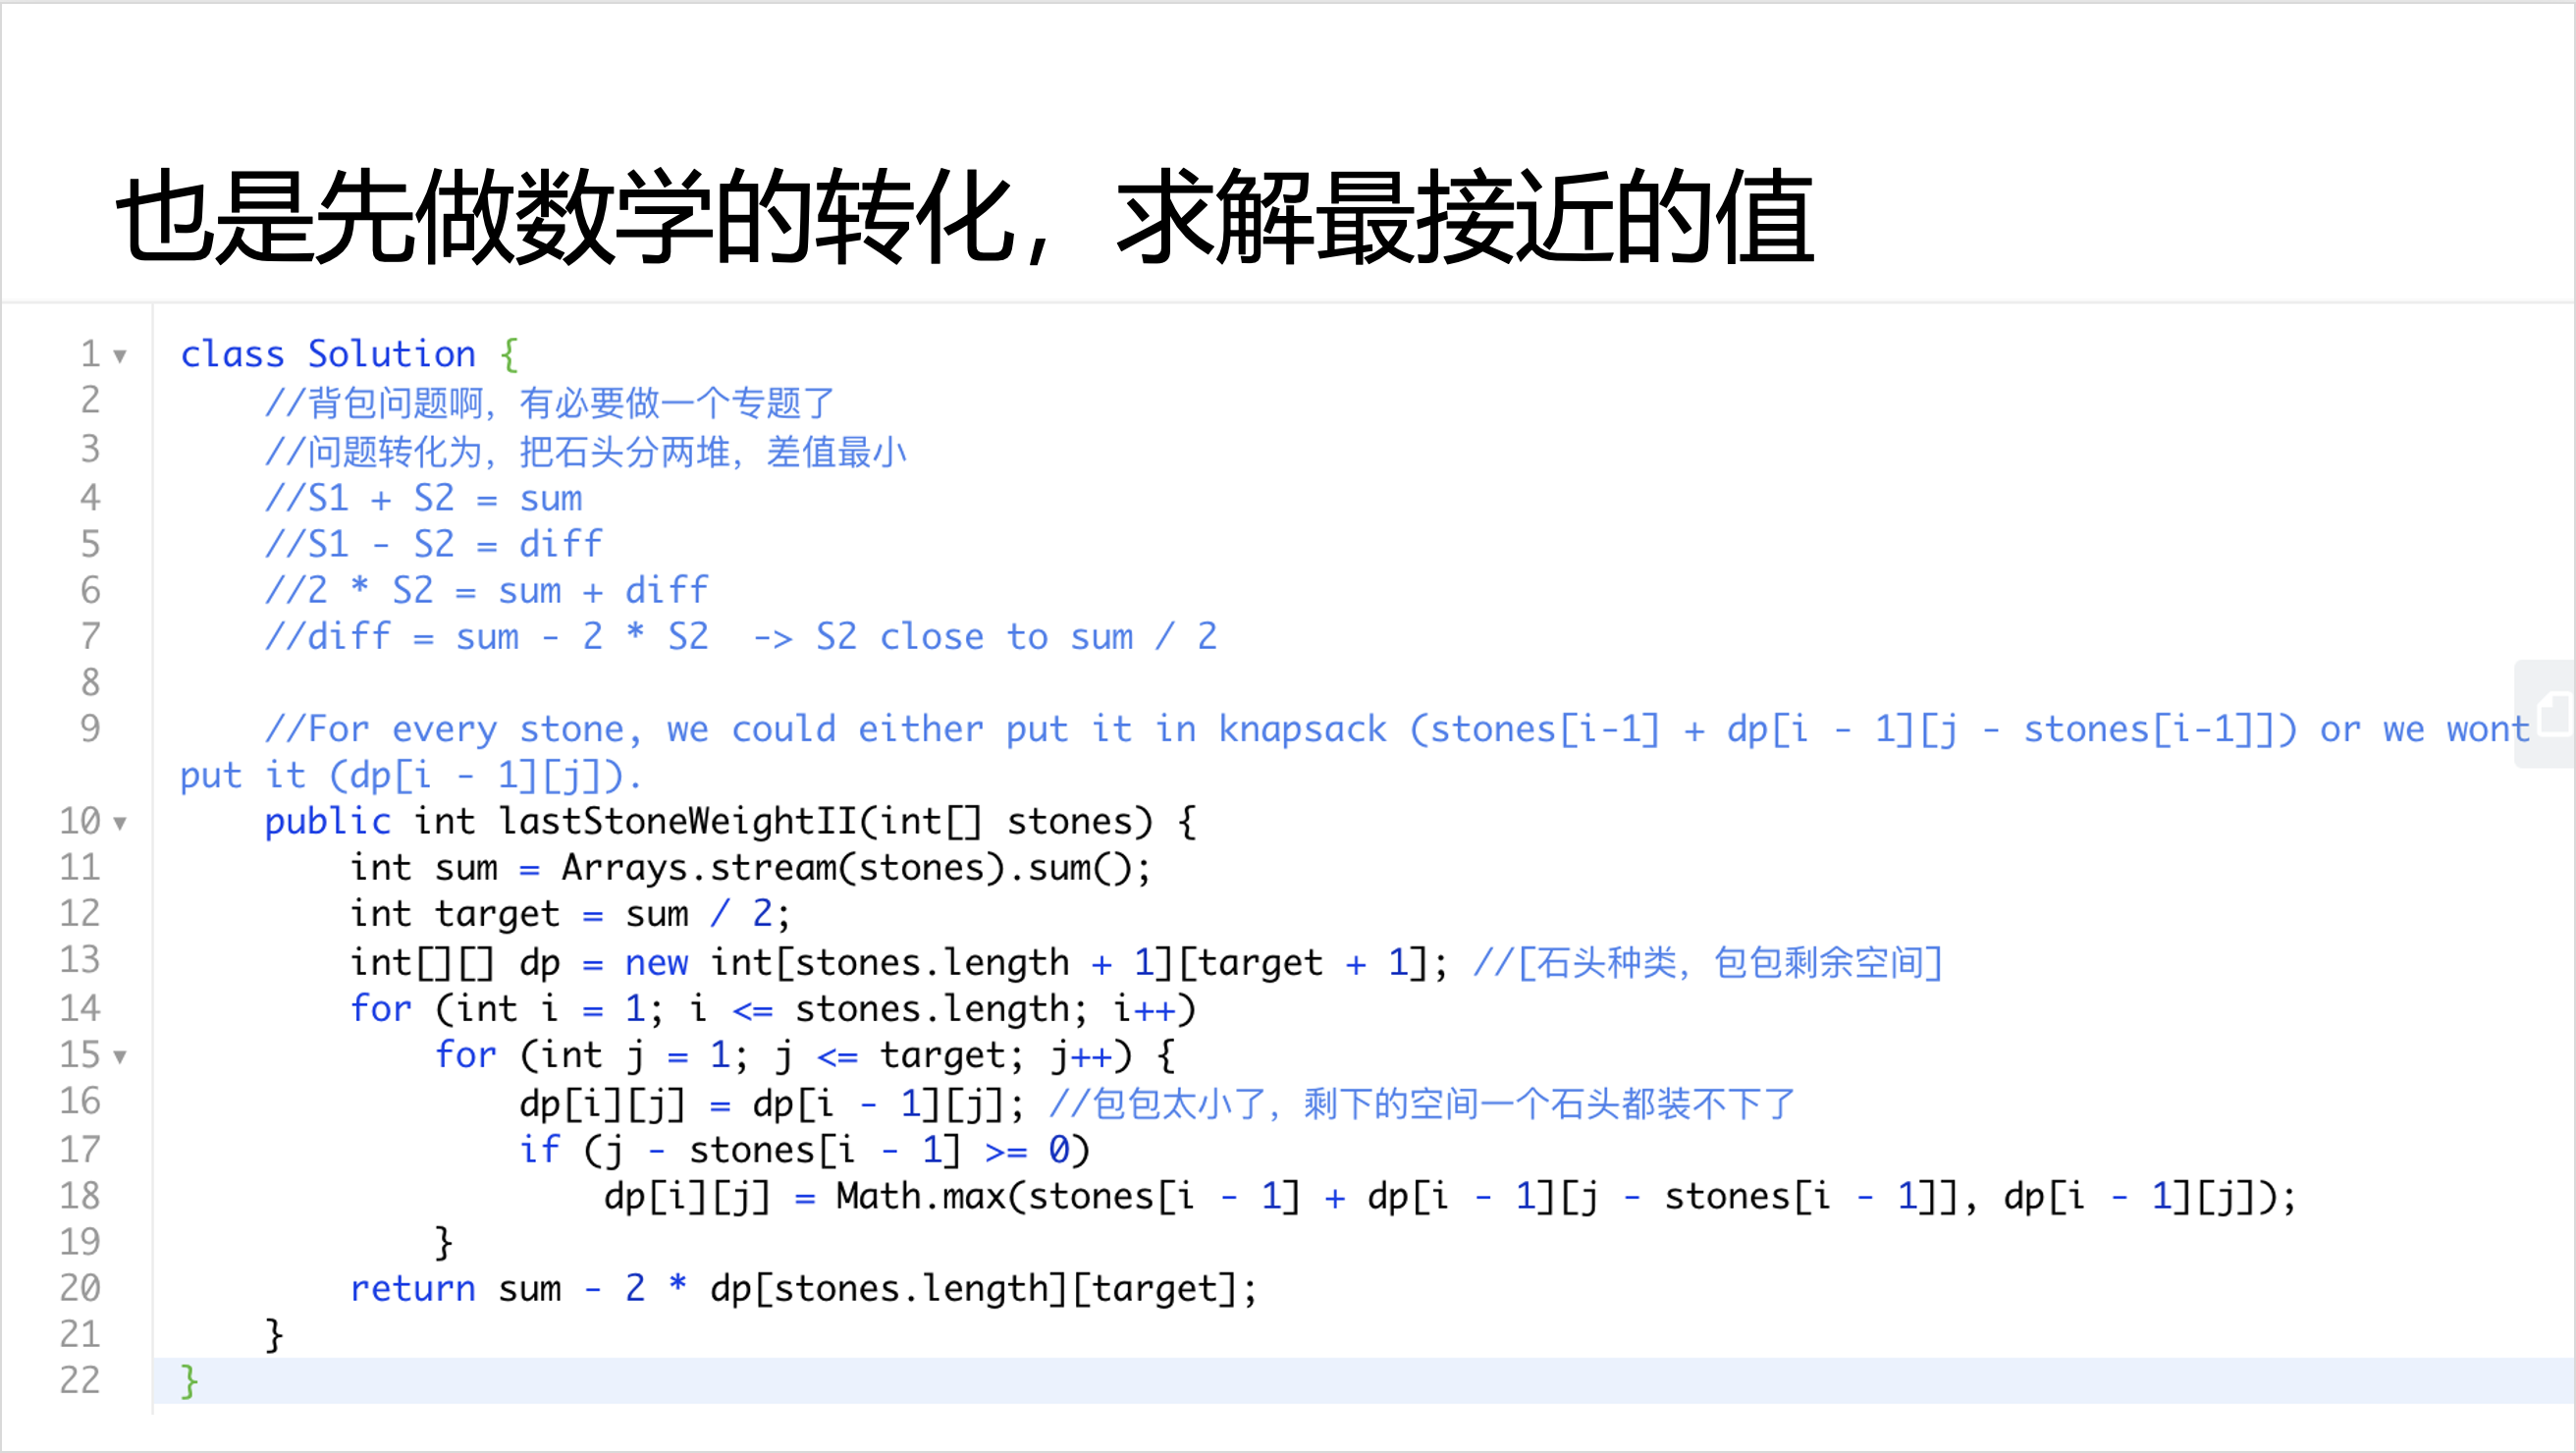 也是先做数学的转化，求解最接近的值
1 class Solution {
2 //背包问题啊，有必要做一个专题了
3 //问题转化为，把石头分两堆，差值最小
4 //S1 + S2 = sum
5 //S1 - S2 = diff
6 //2 * S2 = sum + diff
7 //diff = sum - 2 * S2  -> S2 close to sum / 2
8
9 //For every stone, we could either put it in knapsack (stones[i-1] + dp[i - 1][j - stones[i-1]]) or we wont
put it (dp[i - 1][j]).
10 public int lastStoneWeightII(int[] stones) {
11 int sum = Arrays.stream(stones).sum();
12 int target = sum / 2;
13 int[][] dp = new int[stones.length + 1][target + 1]; //[石头种类，包包剩余空间]
14 for (int i = 1; i <= stones.length; i++)
15 for (int j = 1; j <= target; j++) {
16 dp[i][j] = dp[i - 1][j]; //包包太小了，剩下的空间一个石头都装不下了
17 if (j - stones[i - 1] >= 0)
18 dp[i][j] = Math.max(stones[i - 1] + dp[i - 1][j - stones[i - 1]], dp[i - 1][j]);
19 }
20 return sum - 2 * dp[stones.length][target];
21 }
22 }